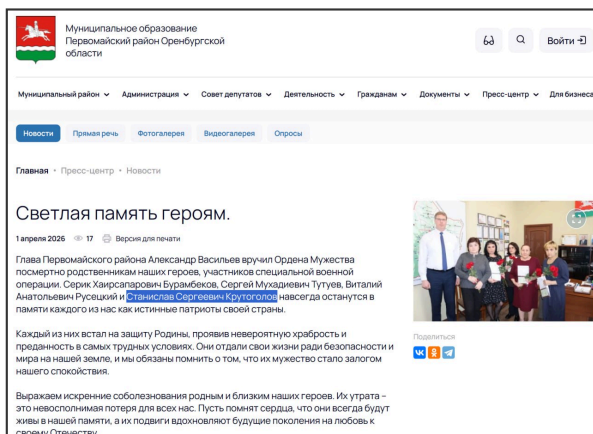 Муниципальное образование
Первомайский район Оренбургской
области
Войти
Муниципальный район Администрация Совет депутатов Деятельность Гражданам Документы Пресс-центр Для бизнеса
Новости Прямая речь Фотогалерея Видеогалерея Опросы
Главная • Пресс-центр • Новости
Светлая память героям.
1 апреля 2026 17 Версия для печати
Глава Первомайского района Александр Васильев вручил Ордена Мужества
посмертно родственникам наших героев, участников специальной военной
операции. Серик Хаирсапарович Бурамбеков, Сергей Мухадиевич Тутуев, Виталий
Анатольевич Русецкий и Станислав Сергеевич Крутоголов навсегда останутся в
памяти каждого из нас как истинные патриоты своей страны.
Каждый из них встал на защиту Родины, проявив невероятную храбрость и
преданность в самых трудных условиях. Они отдали свои жизни ради безопасности и
мира на нашей земле, и мы обязаны помнить о том, что их мужество стало залогом
нашего спокойствия.
Выражаем искренние соболезнования родным и близким наших героев. Их утрата –
это невосполнимая потеря для всех нас. Пусть помнят сердца, что они всегда будут
живы в нашей памяти, а их подвиги вдохновляют будущие поколения на любовь к
своему Отечеству.
Поделиться